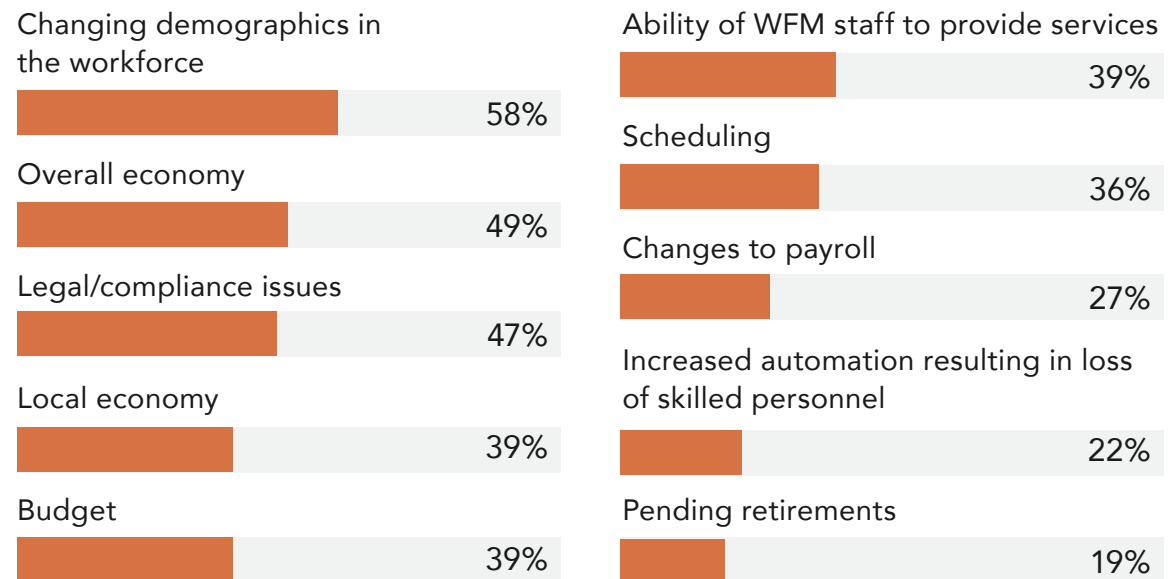 Changing demographics in
the workforce
58%
Overall economy
49%
Legal/compliance issues
47%
Local economy
39%
Budget
39%
Ability of WFM staff to provide services
39%
Scheduling
36%
Changes to payroll
27%
Increased automation resulting in loss
of skilled personnel
22%
Pending retirements
19%